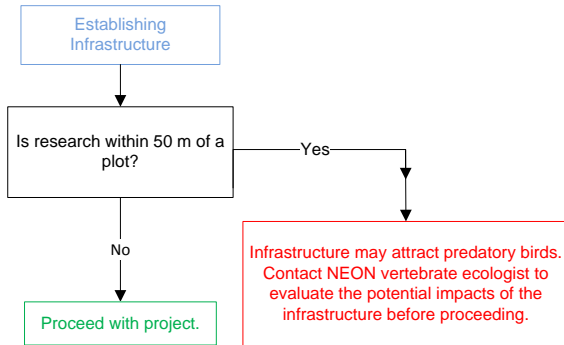 Establishing
Infrastructure
Is research within 50 m of a
plot?
Yes
No
Infrastructure may attract predatory birds.
Contact NEON vertebrate ecologist to
evaluate the potential impacts of the
infrastructure before proceeding.
Proceed with project.